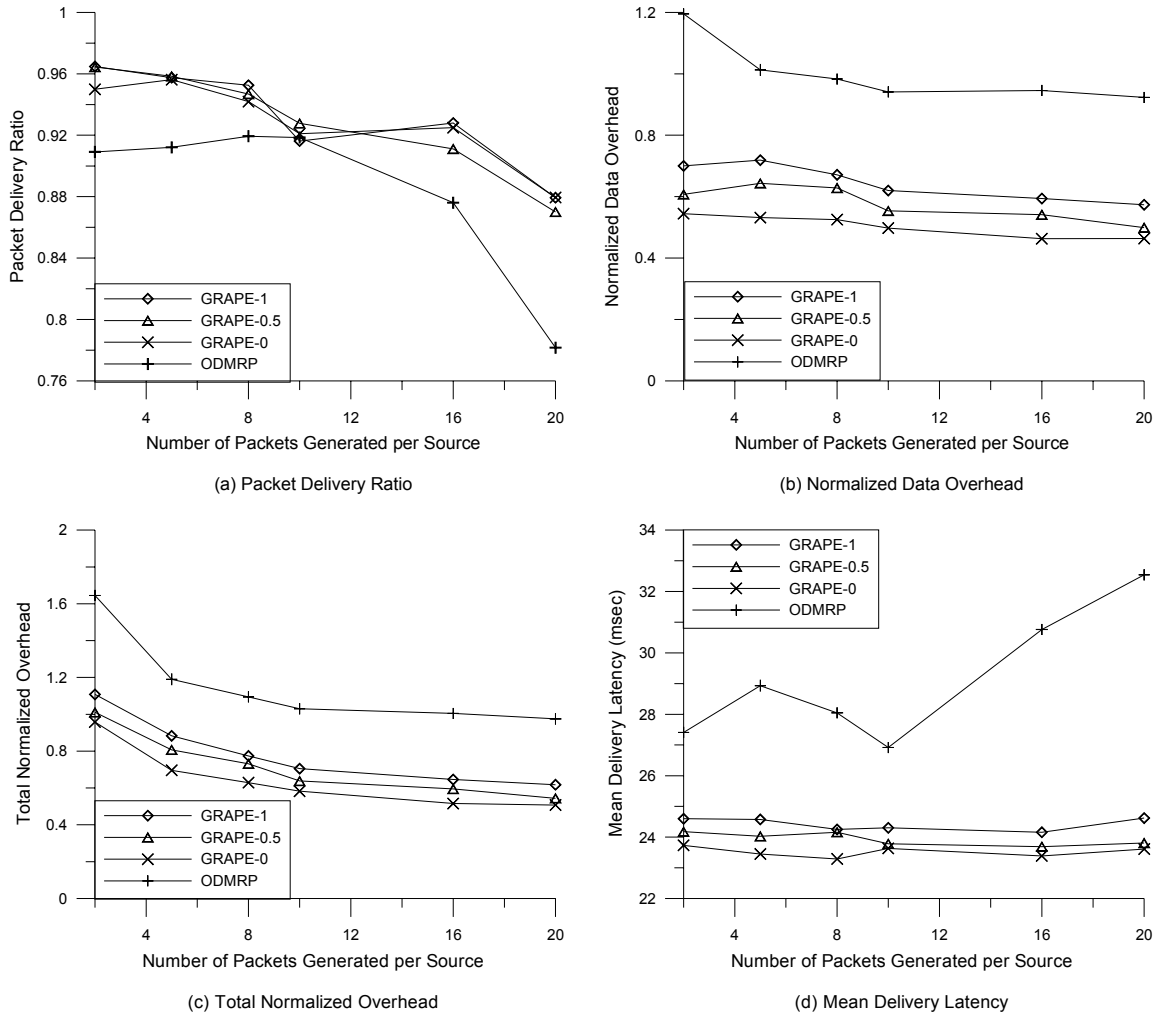 1
0.96
0.92
0.88
0.84
0.8
0.76
Packet Delivery Ratio
GRAPE-1
GRAPE-0.5
GRAPE-0
ODMRP
4 8 12 16 20
Number of Packets Generated per Source
(a) Packet Delivery Ratio
1.2
0.8
0.4
0
Normalized Data Overhead
GRAPE-1
GRAPE-0.5
GRAPE-0
ODMRP
4 8 12 16 20
Number of Packets Generated per Source
(b) Normalized Data Overhead
2
1.6
1.2
0.8
0.4
0
Total Normalized Overhead
GRAPE-1
GRAPE-0.5
GRAPE-0
ODMRP
4 8 12 16 20
Number of Packets Generated per Source
(c) Total Normalized Overhead
34
32
30
28
26
24
22
Mean Delivery Latency (msec)
GRAPE-1
GRAPE-0.5
GRAPE-0
ODMRP
4 8 12 16 20
Number of Packets Generated per Source
(d) Mean Delivery Latency